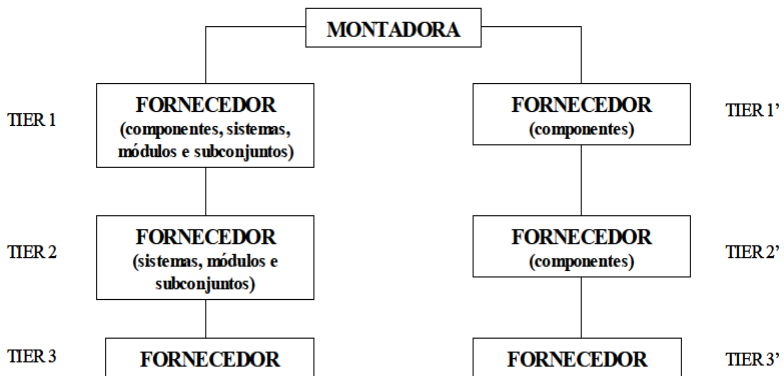 MONTADORA
TIER 1
FORNECEDOR
(componentes, sistemas,
módulos e subconjuntos)
FORNECEDOR
(componentes)
TIER 1’
TIER 2
FORNECEDOR
(sistemas, módulos e
subconjuntos)
FORNECEDOR
(componentes)
TIER 2’
TIER 3
FORNECEDOR
FORNECEDOR
TIER 3’